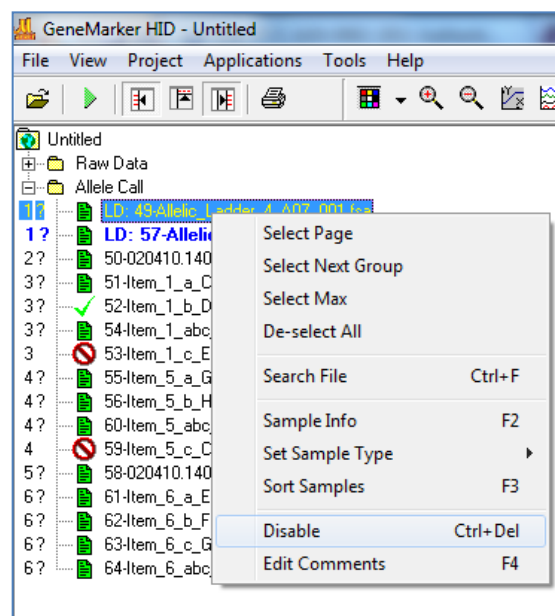 GeneMarker HID - Untitled
File View Project Applications Tools Help
Untitled
Raw Data
Allele Call
1? LD: 49-Allelic_Ladder_4_A07_001.fsa
1? LD: 57-Alleli
2? 50-020410.140
3? 51-Item_1_a_C
3? 52-Item_1_b_D
3? 54-Item_1_abc_
3 53-Item_1_c_E
4? 55-Item_5_a_G
4? 56-Item_5_b_H
4? 60-Item_5_abc_
4 59-Item_5_c_C
5? 58-020410.140
6? 61-Item_6_a_E
6? 62-Item_6_b_F
6? 63-Item_6_c_G
6? 64-Item_6_abc_
Select Page
Select Next Group
Select Max
De-select All
Search File Ctrl+F
Sample Info F2
Set Sample Type
Sort Samples F3
Disable Ctrl+Del
Edit Comments F4